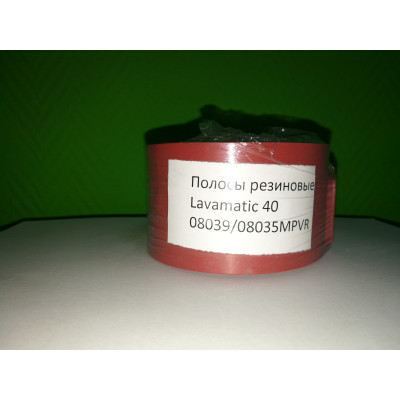 Полосы резиновые
Lavamatic 40
08039/08035MPVR